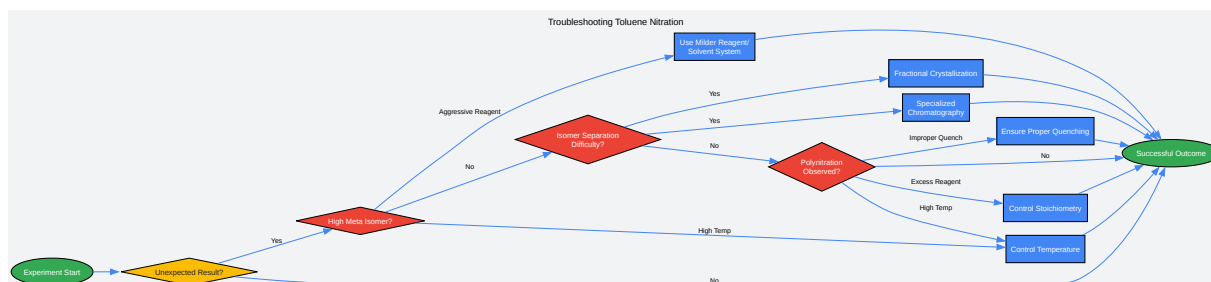 Troubleshooting Toluene Nitration
Use Milder Reagent/
Solvent System
Fractional Crystallization
Yes
Specialized
Chromatography
Aggressive Reagent
Yes
Isomer Separation
Difficulty?
Ensure Proper Quenching
Improper Quench
No
No
Successful Outcome
No
Polynitration
Observed?
Excess Reagent
High Temp
Control Stoichiometry
High Meta Isomer?
High Temp
Yes
Control Temperature
Experiment Start
Unexpected Result?
No